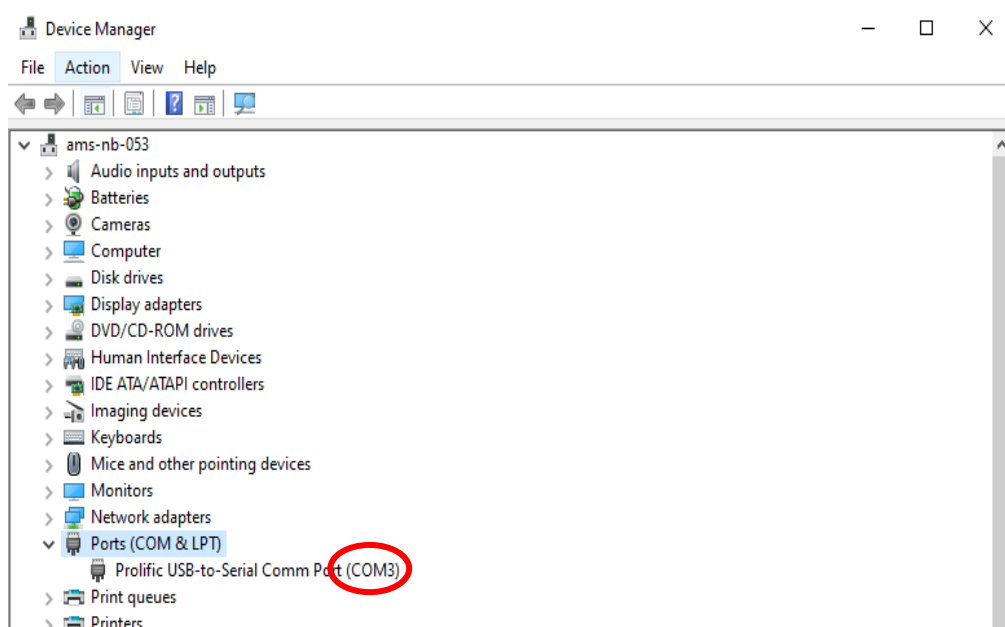 Device Manager
File Action View Help
ams-nb-053
Audio inputs and outputs
Batteries
Cameras
Computer
Disk drives
Display adapters
DVD/CD-ROM drives
Human Interface Devices
IDE ATA/ATAPI controllers
Imaging devices
Keyboards
Mice and other pointing devices
Monitors
Network adapters
Ports (COM & LPT)
Prolific USB-to-Serial Comm Port (COM3)
Print queues
Printers